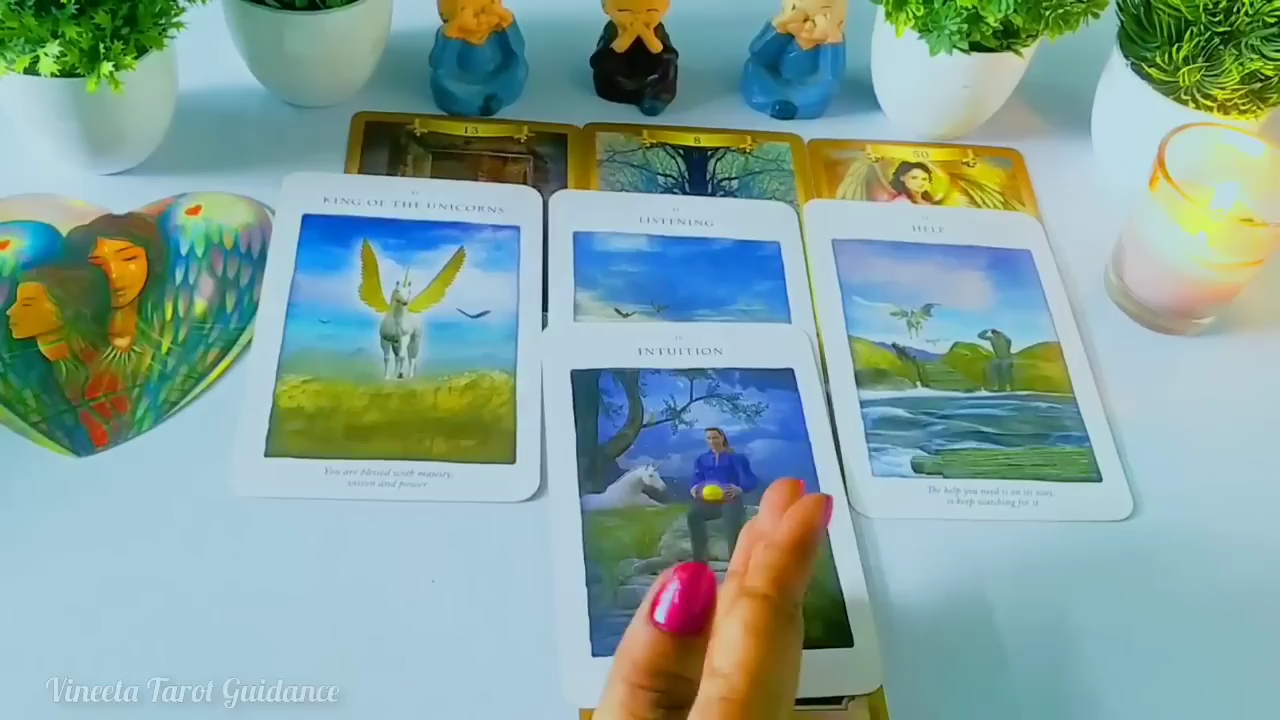 13
8
50
KING OF THE UNICORNS
LISTENING
HELP
INTUITION
You are blessed with majesty,
vision and power
The help you need is on its way,
so keep watching for it
Vineeta Tarot Guidance